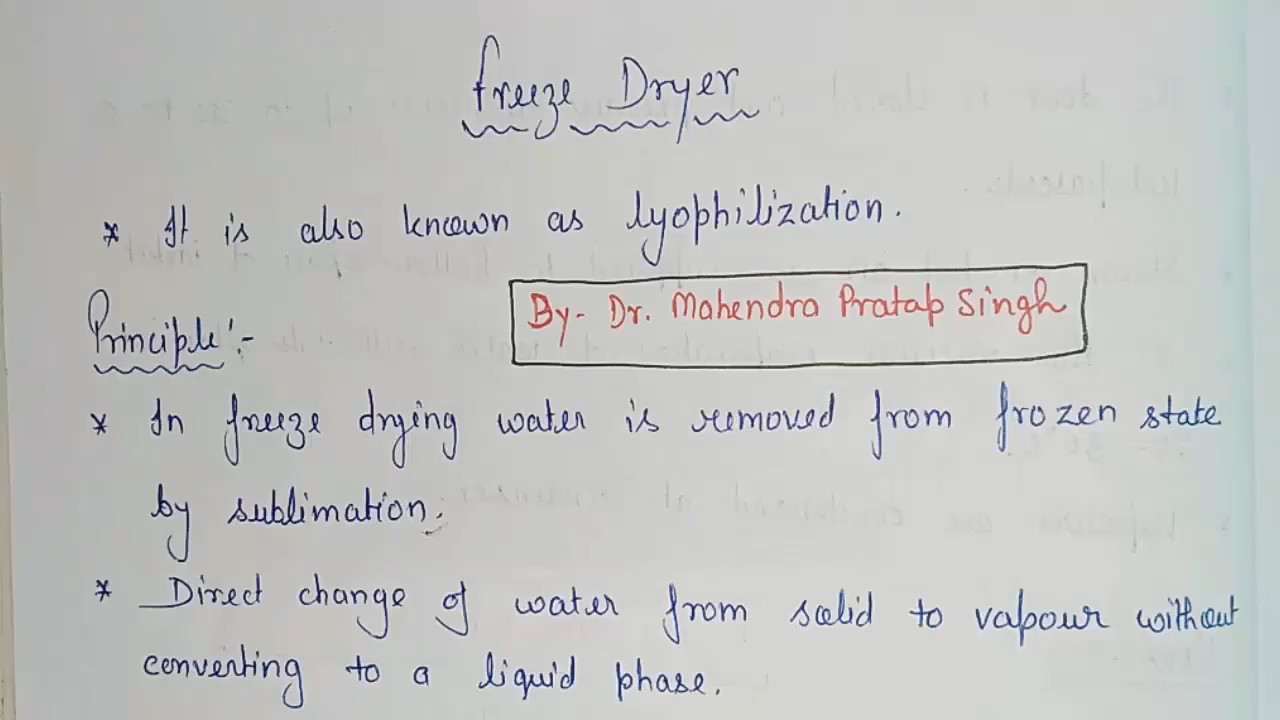 Freeze Dryer
* It is also known as lyophilization.
By- Dr. Mahendra Pratap Singh
Principle:-
* In freeze drying water is removed from frozen state
by sublimation.
* Direct change of water from solid to vapour without
converting to a liquid phase.